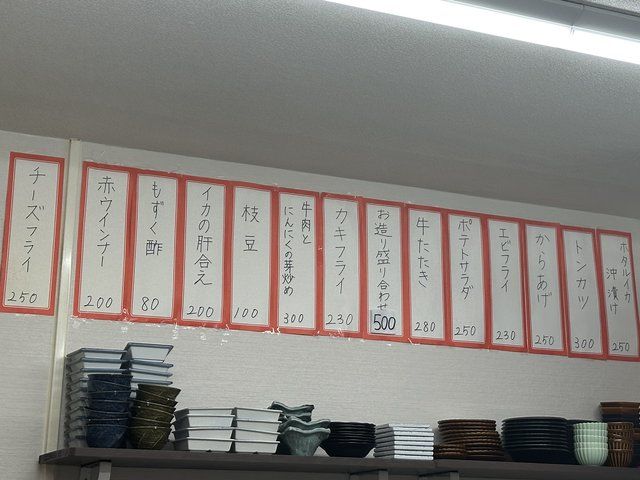 チーズフライ
250
赤ウインナー
200
もずく酢
80
イカの肝合え
200
枝豆
100
牛肉と
にんにくの芽炒め
300
カキフライ
230
お造り盛り合わせ
500
牛たたき
280
ポテトサラダ
250
エビフライ
230
からあげ
250
トンカツ
300
ホタルイカ
沖漬け
250